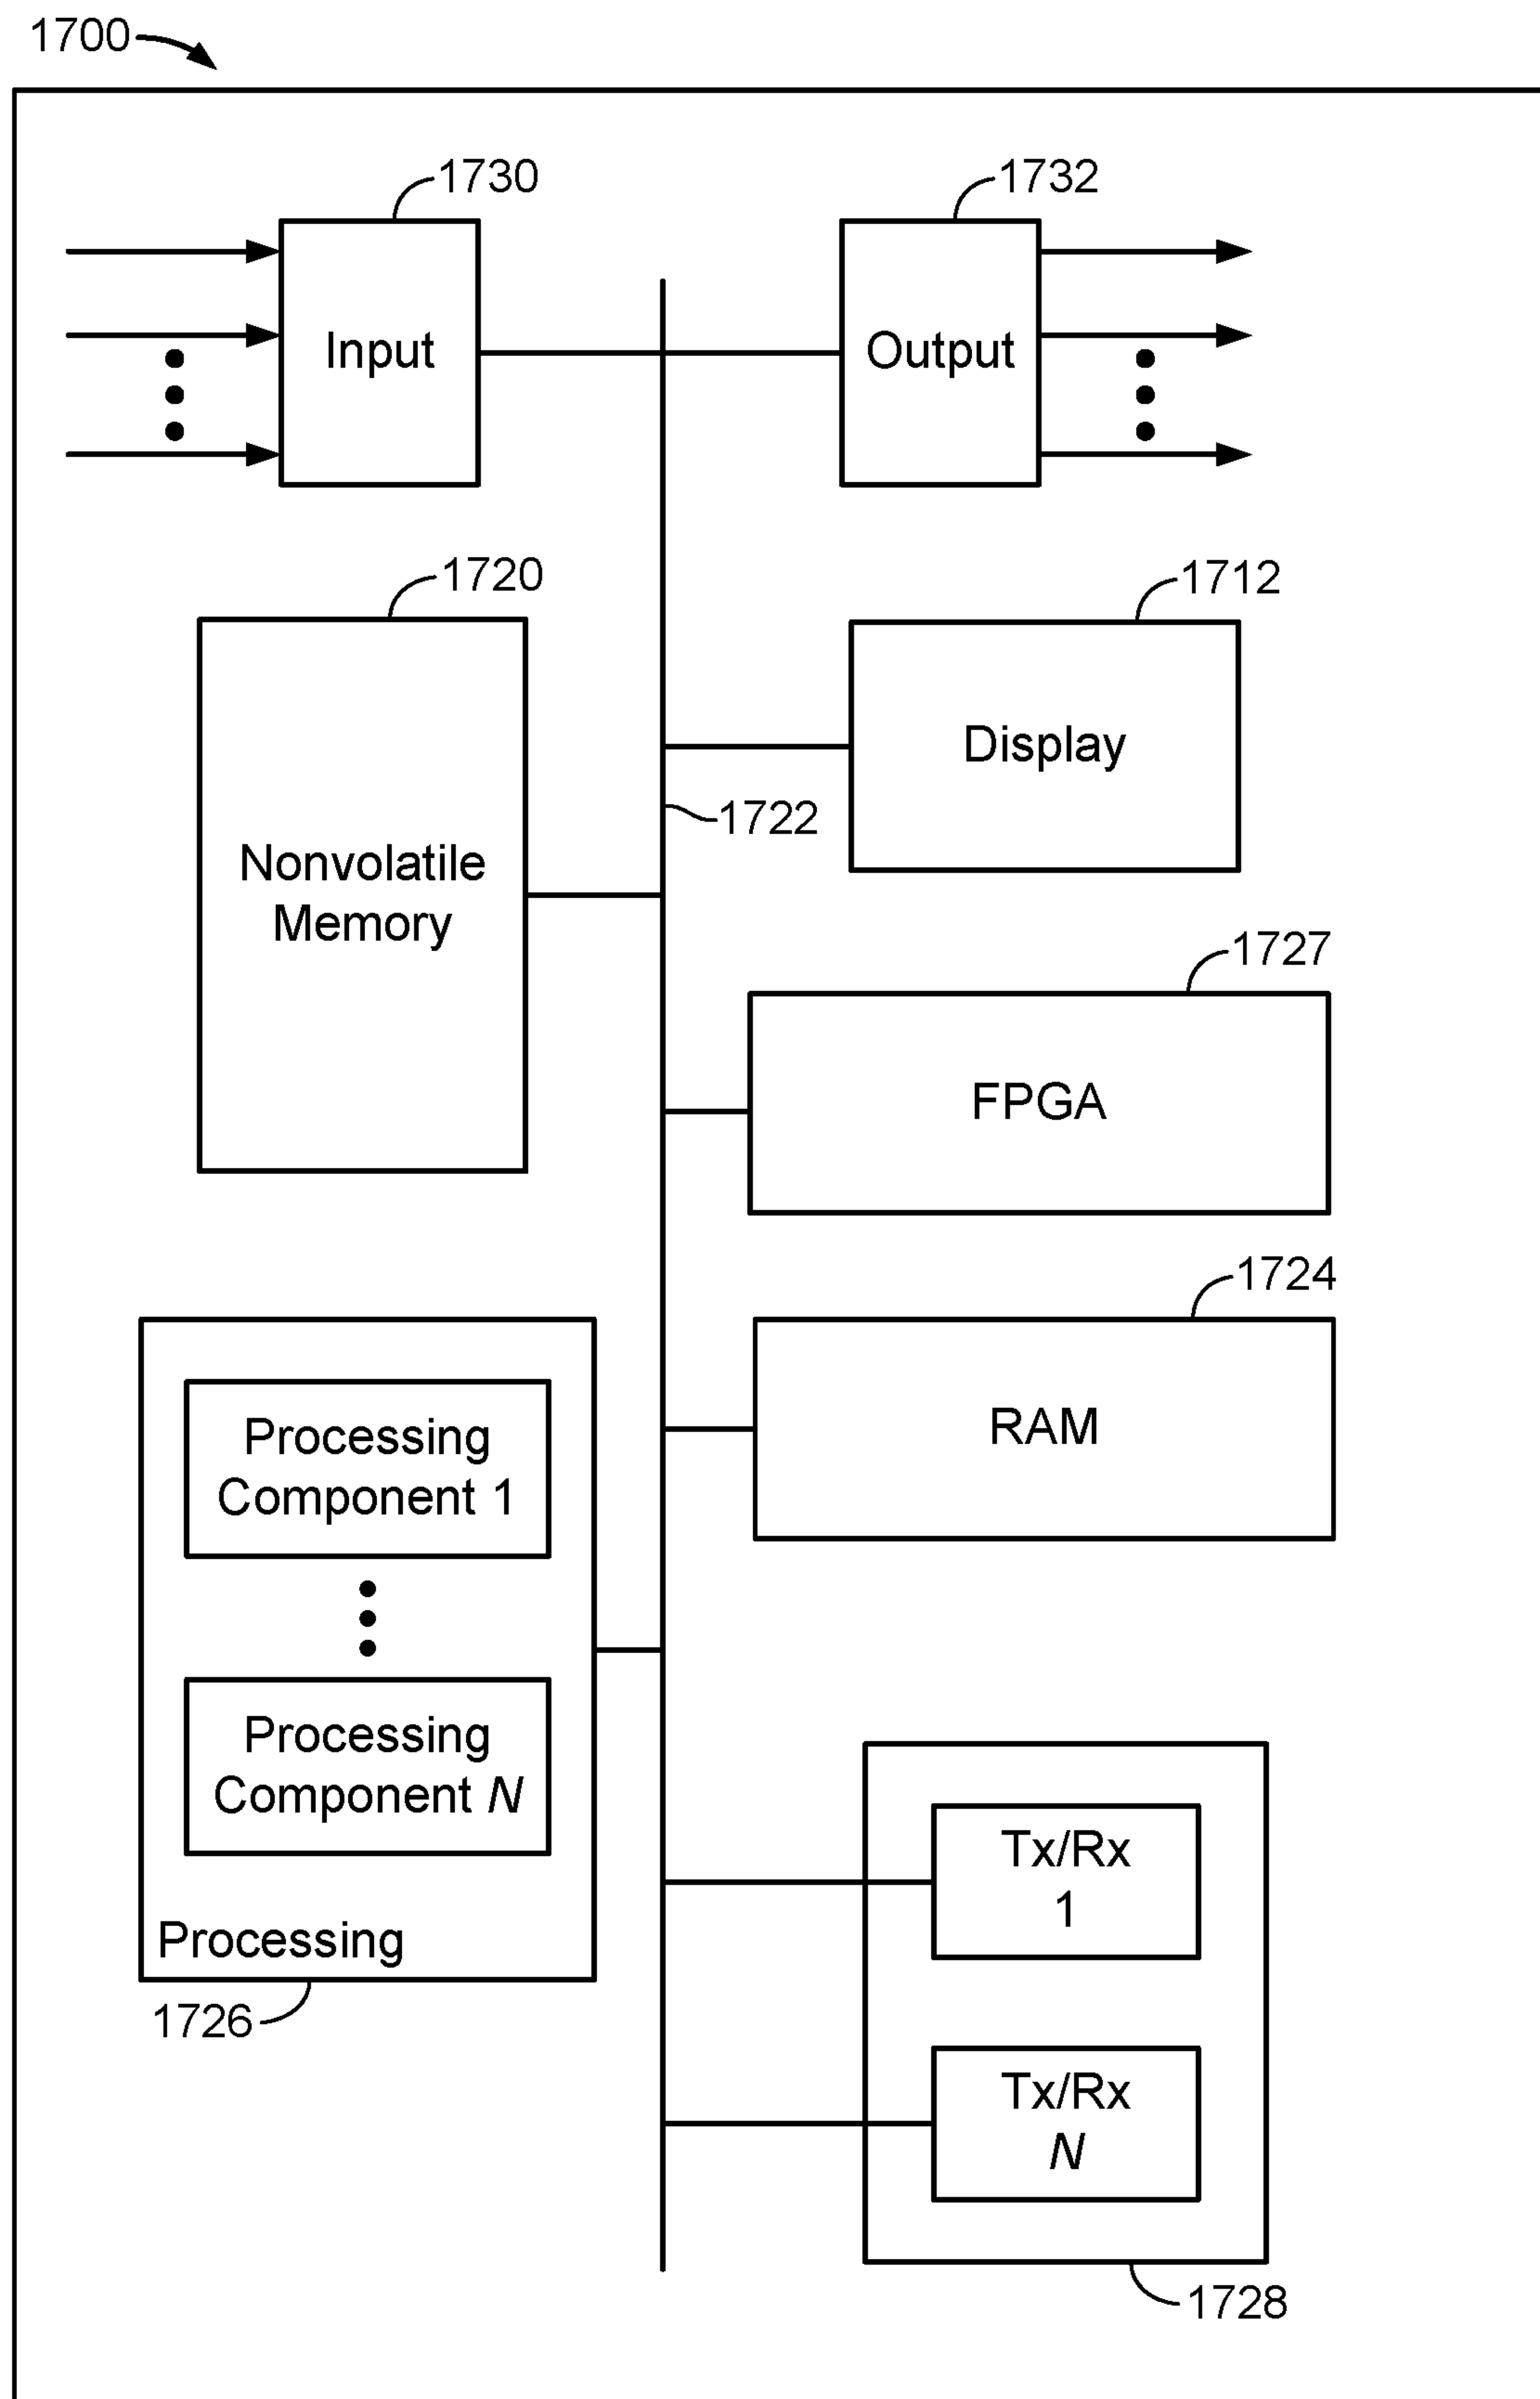 1700
1730
1732
Input
Output
1720
1712
Display
1722
Nonvolatile
Memory
1727
FPGA
1724
RAM
Processing
Component 1
Processing
Component N
Processing
1726
Tx/Rx
1
Tx/Rx
N
1728